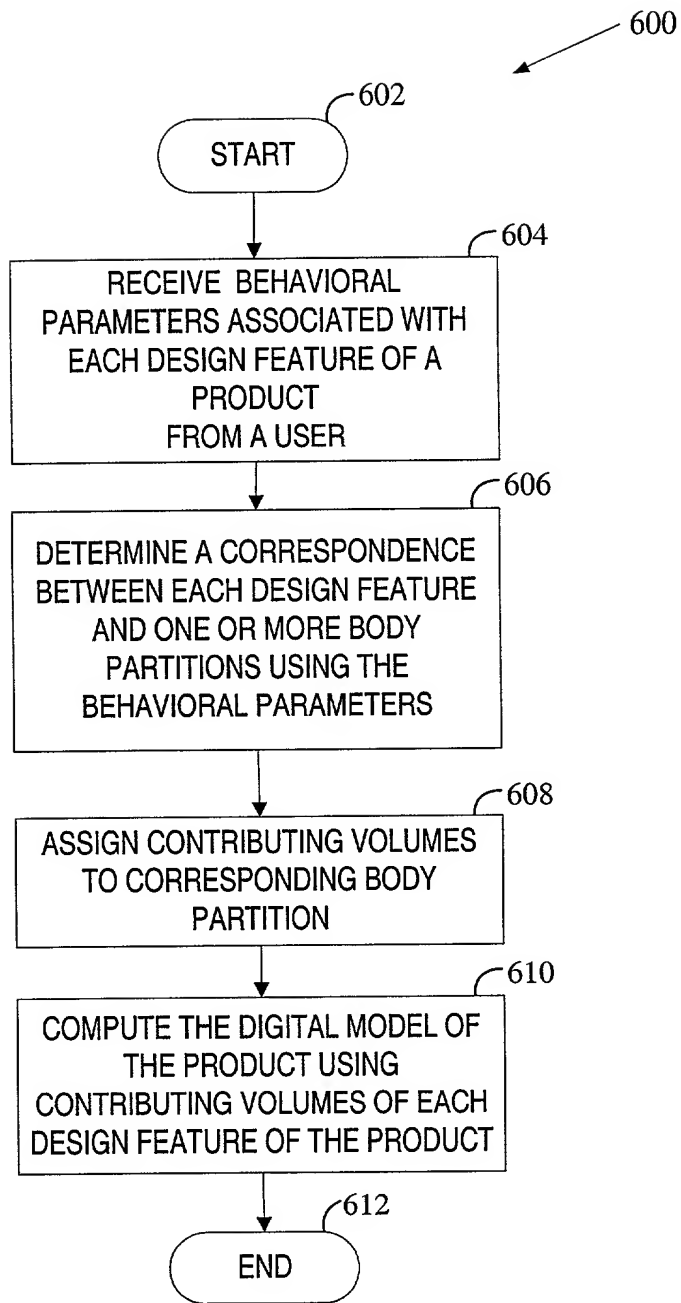 600
602
START
604
RECEIVE BEHAVIORAL
PARAMETERS ASSOCIATED WITH
EACH DESIGN FEATURE OF A
PRODUCT
FROM A USER
606
DETERMINE A CORRESPONDENCE
BETWEEN EACH DESIGN FEATURE
AND ONE OR MORE BODY
PARTITIONS USING THE
BEHAVIORAL PARAMETERS
608
ASSIGN CONTRIBUTING VOLUMES
TO CORRESPONDING BODY
PARTITION
610
COMPUTE THE DIGITAL MODEL OF
THE PRODUCT USING
CONTRIBUTING VOLUMES OF EACH
DESIGN FEATURE OF THE PRODUCT
612
END